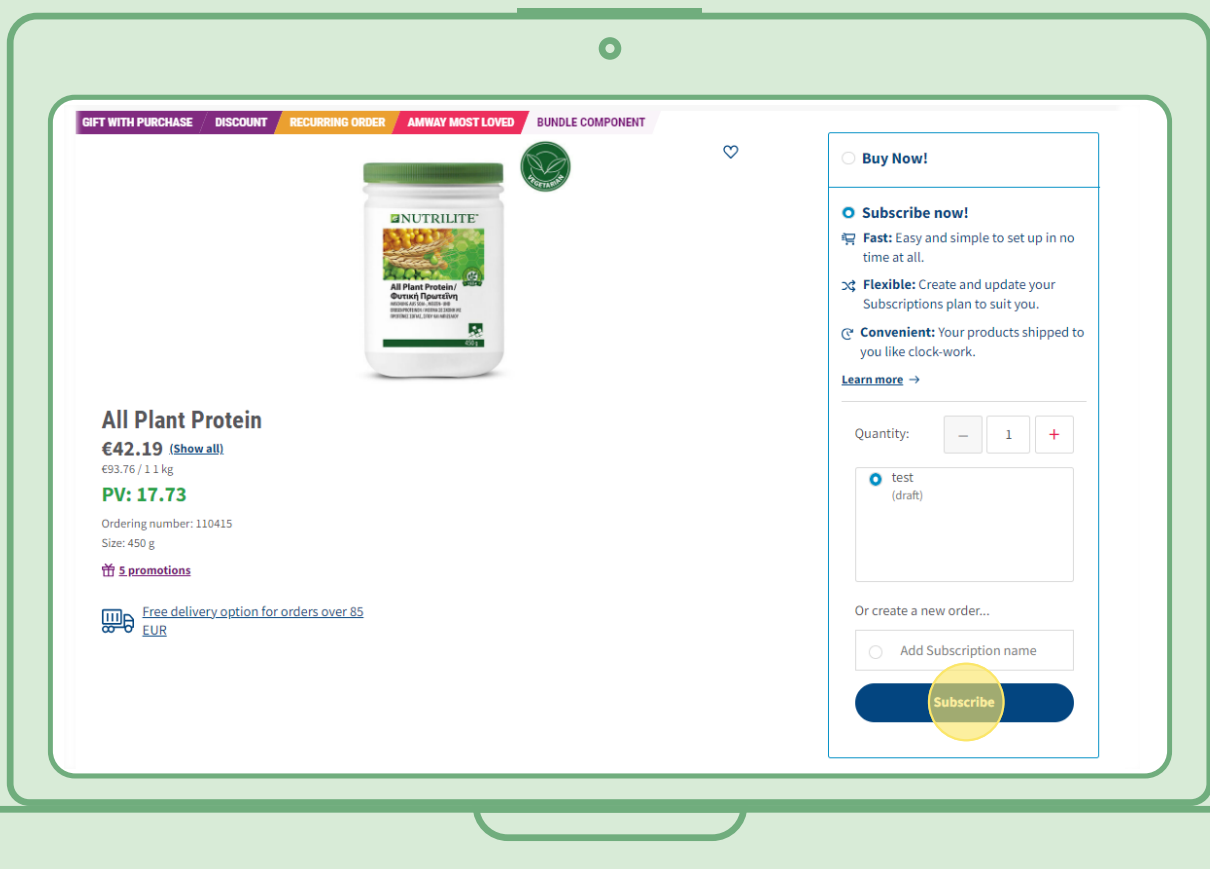 GIFT WITH PURCHASE DISCOUNT RECURRING ORDER AMWAY MOST LOVED BUNDLE COMPONENT
VEGETARIAN
NUTRILITE™
All Plant Protein/
Φυτική Πρωτεΐνη
450 g
All Plant Protein
€42.19 (Show all)
€93.76 / 1 1 kg
PV: 17.73
Ordering number: 110415
Size: 450 g
5 promotions
Free delivery option for orders over 85
EUR
Buy Now!
Subscribe now!
Fast: Easy and simple to set up in no
time at all.
Flexible: Create and update your
Subscriptions plan to suit you.
Convenient: Your products shipped to
you like clock-work.
Learn more →
Quantity: – 1 +
test
(draft)
Or create a new order...
Add Subscription name
Subscribe